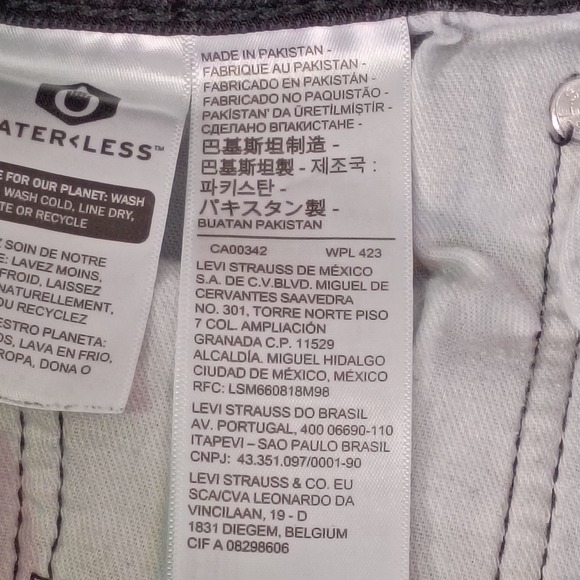 ATER<LESS™
E FOR OUR PLANET: WASH
WASH COLD, LINE DRY,
TE OR RECYCLE
SOIN DE NOTRE
E: LAVEZ MOINS,
FROID, LAISSEZ
NATURELLEMENT,
OU RECYCLEZ
ESTRO PLANETA:
OS, LAVA EN FRIO,
ROPA, DONA O
MADE IN PAKISTAN -
FABRIQUE AU PAKISTAN -
FABRICADO EN PAKISTÁN -
FABRICADO NO PAQUISTÃO -
PAKİSTAN' DA ÜRETİLMİŞTİR -
СДЕЛАНО ВПАКИСТАНЕ -
巴基斯坦制造 -
巴基斯坦製 - 제조국 :
파키스탄 -
パキスタン製 -
BUATAN PAKISTAN
CA00342 WPL 423
LEVI STRAUSS DE MÉXICO
S.A. DE C.V.BLVD. MIGUEL DE
CERVANTES SAAVEDRA
NO. 301, TORRE NORTE PISO
7 COL. AMPLIACIÓN
GRANADA C.P. 11529
ALCALDÍA. MIGUEL HIDALGO
CIUDAD DE MÉXICO, MÉXICO
RFC: LSM660818M98
LEVI STRAUSS DO BRASIL
AV. PORTUGAL, 400 06690-110
ITAPEVI – SAO PAULO BRASIL
CNPJ: 43.351.097/0001-90
LEVI STRAUSS & CO. EU
SCA/CVA LEONARDO DA
VINCILAAN, 19 - D
1831 DIEGEM, BELGIUM
CIF A 08298606